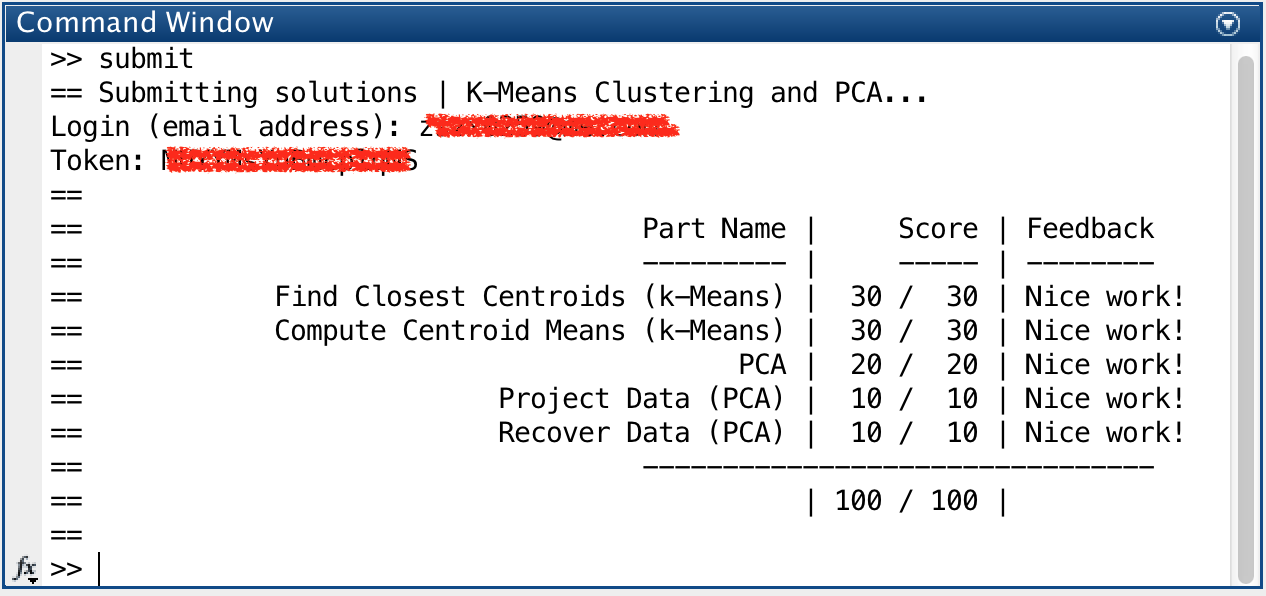 Command Window
>> submit
== Submitting solutions | K-Means Clustering and PCA...
Login (email address):
Token:
==
== Part Name | Score | Feedback
== --------- | ----- | --------
== Find Closest Centroids (k-Means) | 30 / 30 | Nice work!
== Compute Centroid Means (k-Means) | 30 / 30 | Nice work!
== PCA | 20 / 20 | Nice work!
== Project Data (PCA) | 10 / 10 | Nice work!
== Recover Data (PCA) | 10 / 10 | Nice work!
== --------------------------------
== | 100 / 100 |
==
fx >>